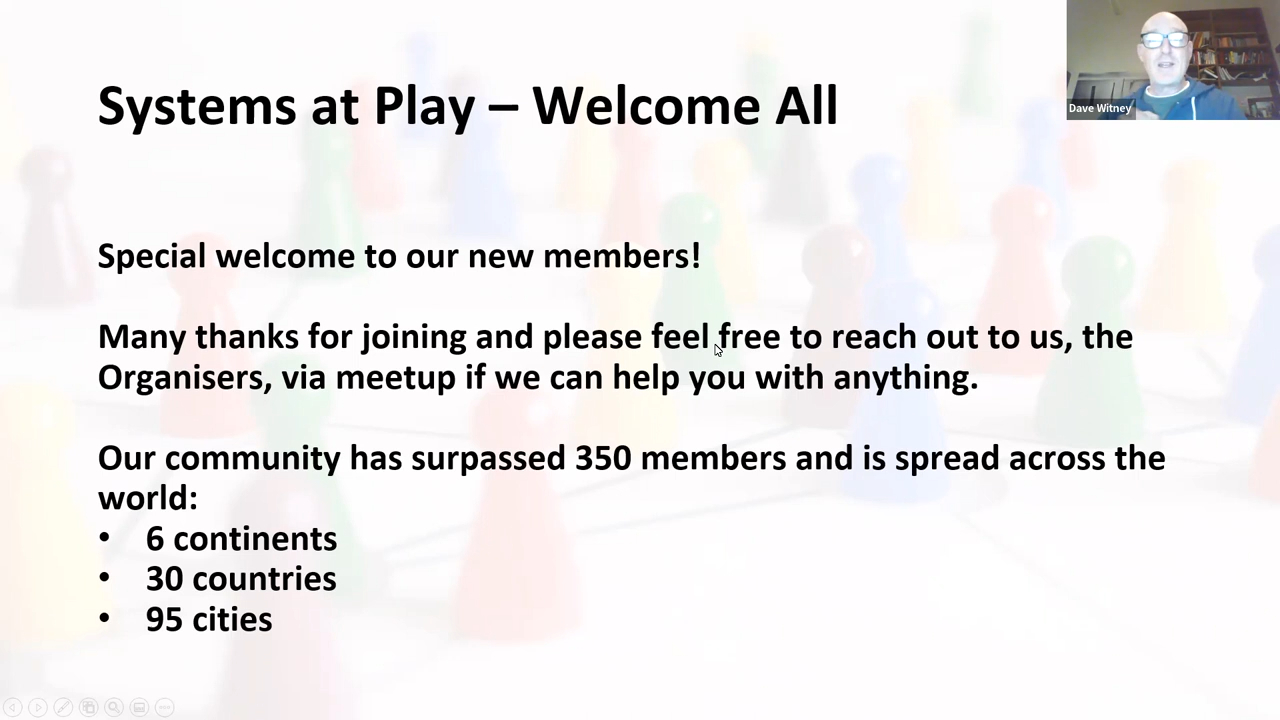 Systems at Play – Welcome All
Dave Witney
Special welcome to our new members!
Many thanks for joining and please feel free to reach out to us, the
Organisers, via meetup if we can help you with anything.
Our community has surpassed 350 members and is spread across the
world:
• 6 continents
• 30 countries
• 95 cities